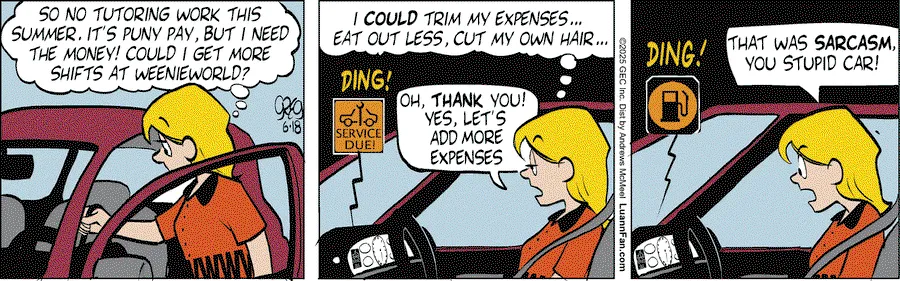 SO NO TUTORING WORK THIS
SUMMER. IT'S PUNY PAY, BUT I NEED
THE MONEY! COULD I GET MORE
SHIFTS AT WEENIEWORLD?
6·18
I COULD TRIM MY EXPENSES...
EAT OUT LESS, CUT MY OWN HAIR...
DING!
SERVICE
DUE!
OH, THANK YOU!
YES, LET'S
ADD MORE
EXPENSES
©2025 GEC Inc. Dist by Andrews McMeel LuannFan.com
DING!
THAT WAS SARCASM,
YOU STUPID CAR!